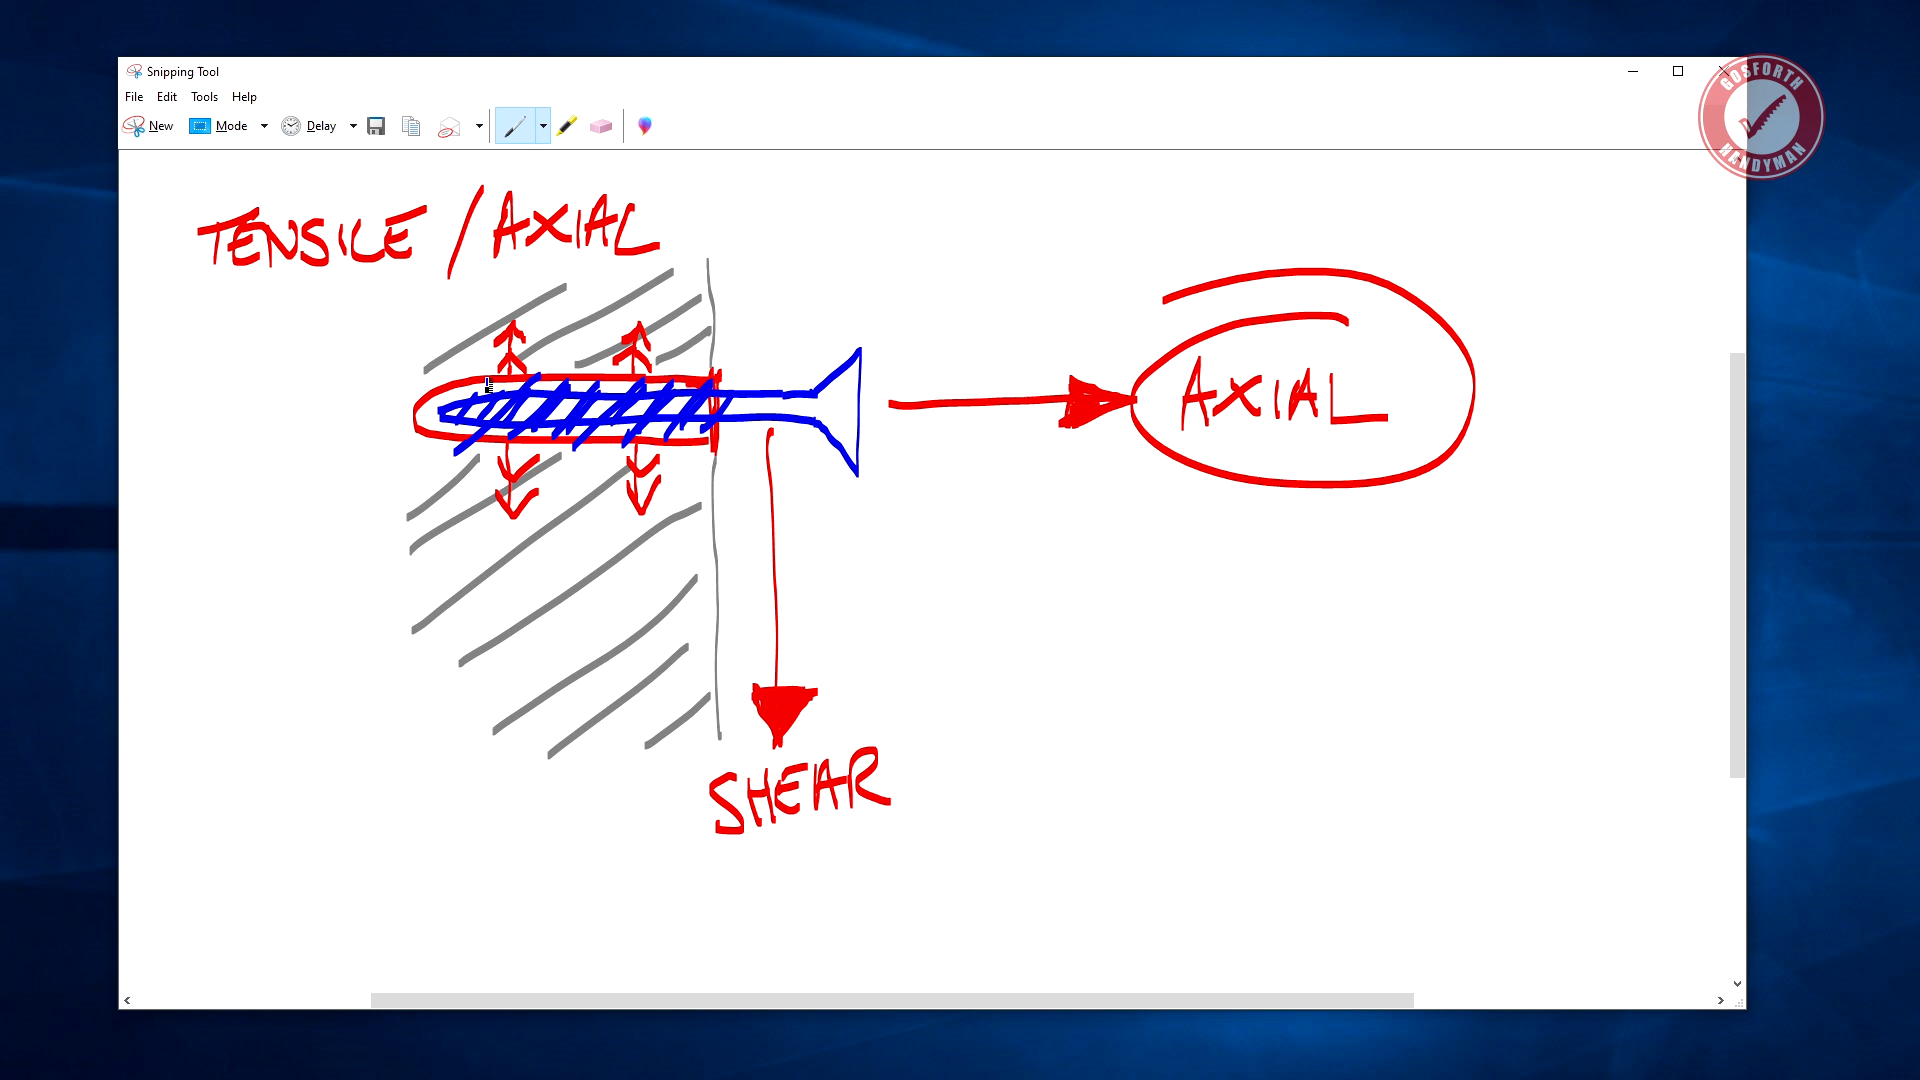 Snipping Tool
File Edit Tools Help
New Mode Delay
GOSFORTH
HANDYMAN
TENSILE / AXIAL
AXIAL
SHEAR